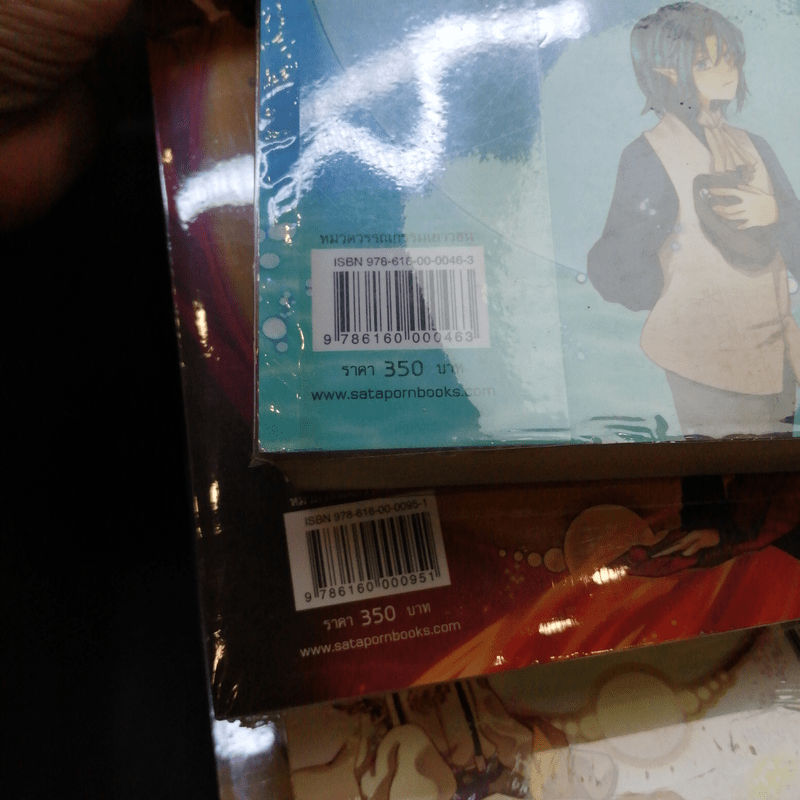 หมวดวรรณกรรมเยาวชน
ISBN 978-616-00-0046-3
9 786160 000463
ราคา 350 บาท
www.satapornbooks.com
ISBN 978-616-00-0095-1
9 786160 000951
ราคา 350 บาท
www.satapornbooks.com